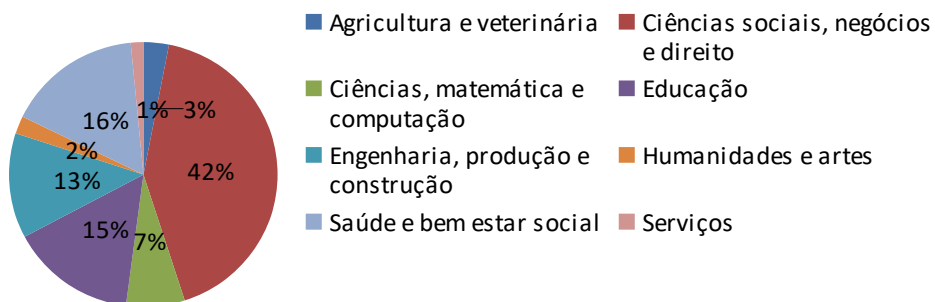 Agricultura e veterinária
Ciências sociais, negócios
e direito
Ciências, matemática e
computação
Educação
Engenharia, produção e
construção
Humanidades e artes
Saúde e bem estar social
Serviços
1%
3%
16%
2%
42%
13%
15%
7%